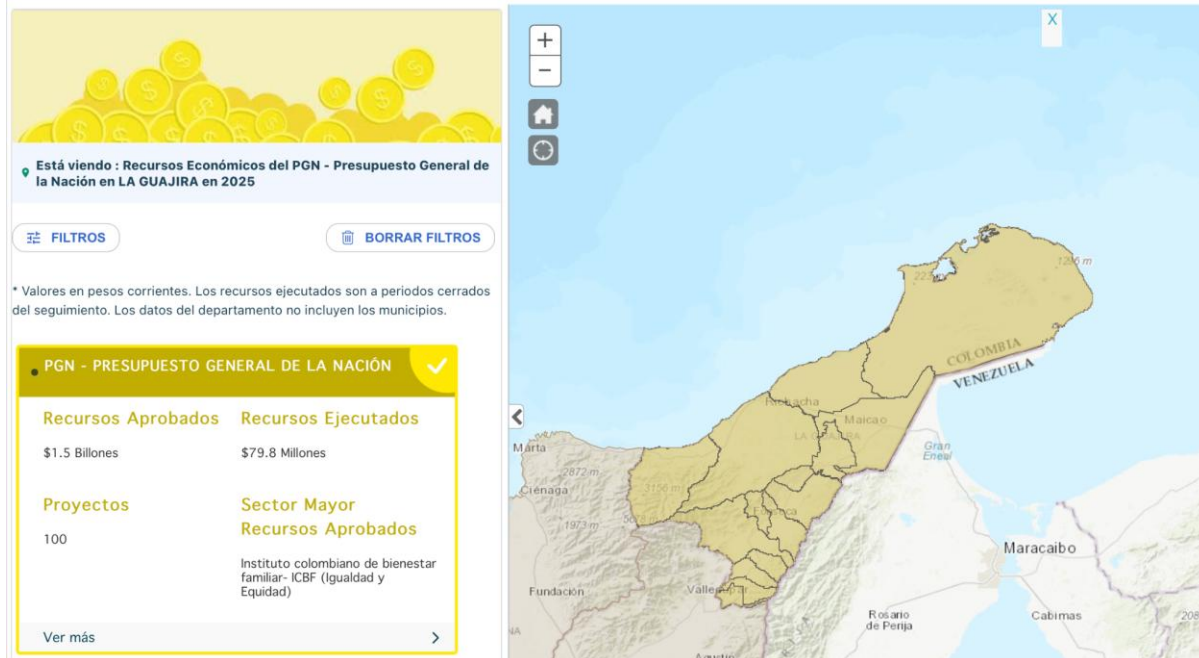 Está viendo : Recursos Económicos del PGN - Presupuesto General de
la Nación en LA GUAJIRA en 2025
FILTROS
BORRAR FILTROS
* Valores en pesos corrientes. Los recursos ejecutados son a periodos cerrados
del seguimiento. Los datos del departamento no incluyen los municipios.
PGN - PRESUPUESTO GENERAL DE LA NACIÓN
Recursos Aprobados
$1.5 Billones
Recursos Ejecutados
$79.8 Millones
Proyectos
100
Sector Mayor
Recursos Aprobados
Instituto colombiano de bienestar
familiar- ICBF (Igualdad y
Equidad)
Ver más
X
+
−
1295 m
COLOMBIA
VENEZUELA
Riohacha
Maicao
LA GUAJIRA
Gran
Eneal
Marta
2872 m
Ciénaga
3156 m
1973 m
Fonseca
Maracaibo
Fundación
Valledupar
Rosario
de Perija
Cabimas
208